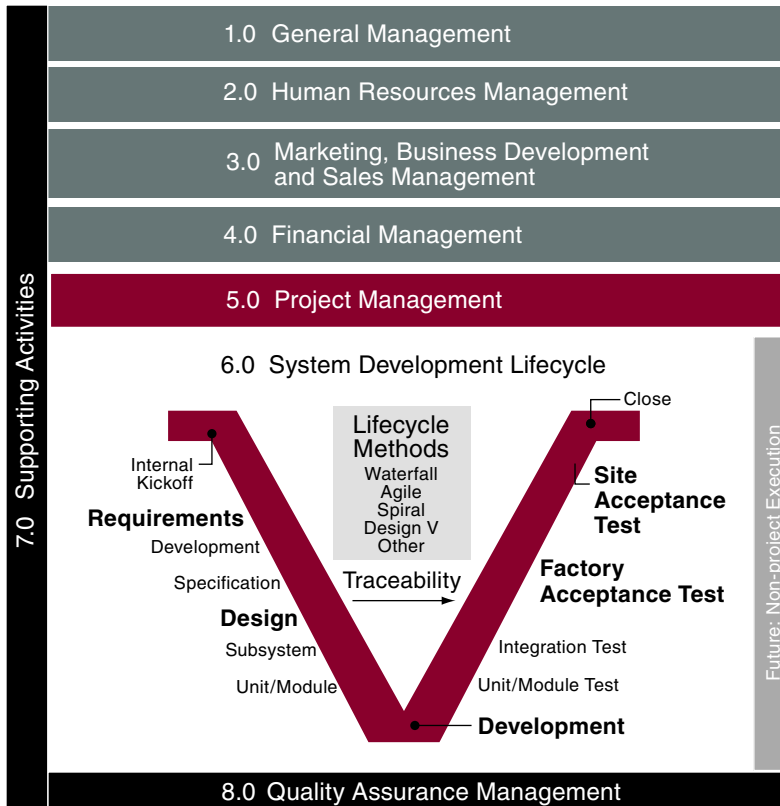 1.0 General Management
2.0 Human Resources Management
3.0 Marketing, Business Development
and Sales Management
4.0 Financial Management
5.0 Project Management
7.0 Supporting Activities
6.0 System Development Lifecycle
Close
Lifecycle
Methods
Waterfall
Agile
Spiral
Design V
Other
Internal
Kickoff
Requirements
Development
Specification
Design
Subsystem
Unit/Module
Traceability
Site
Acceptance
Test
Factory
Acceptance Test
Integration Test
Unit/Module Test
Development
Future: Non-project Execution
8.0 Quality Assurance Management